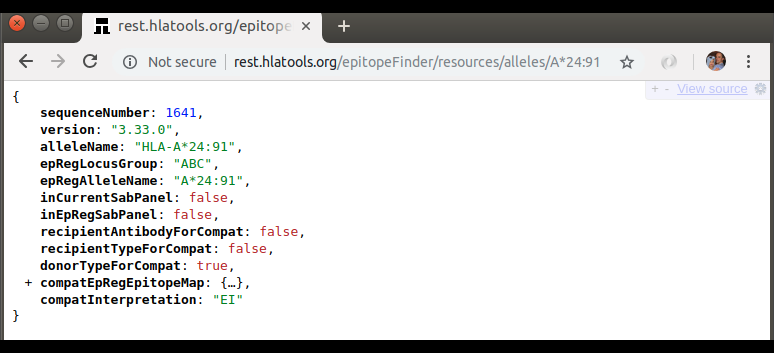 rest.hlatools.org/epitope
Not secure | rest.hlatools.org/epitopeFinder/resources/alleles/A*24:91
+ - View source
{
sequenceNumber: 1641,
version: "3.33.0",
alleleName: "HLA-A*24:91",
epRegLocusGroup: "ABC",
epRegAlleleName: "A*24:91",
inCurrentSabPanel: false,
inEpRegSabPanel: false,
recipientAntibodyForCompat: false,
recipientTypeForCompat: false,
donorTypeForCompat: true,
+ compatEpRegEpitopeMap: {…},
compatInterpretation: "EI"
}